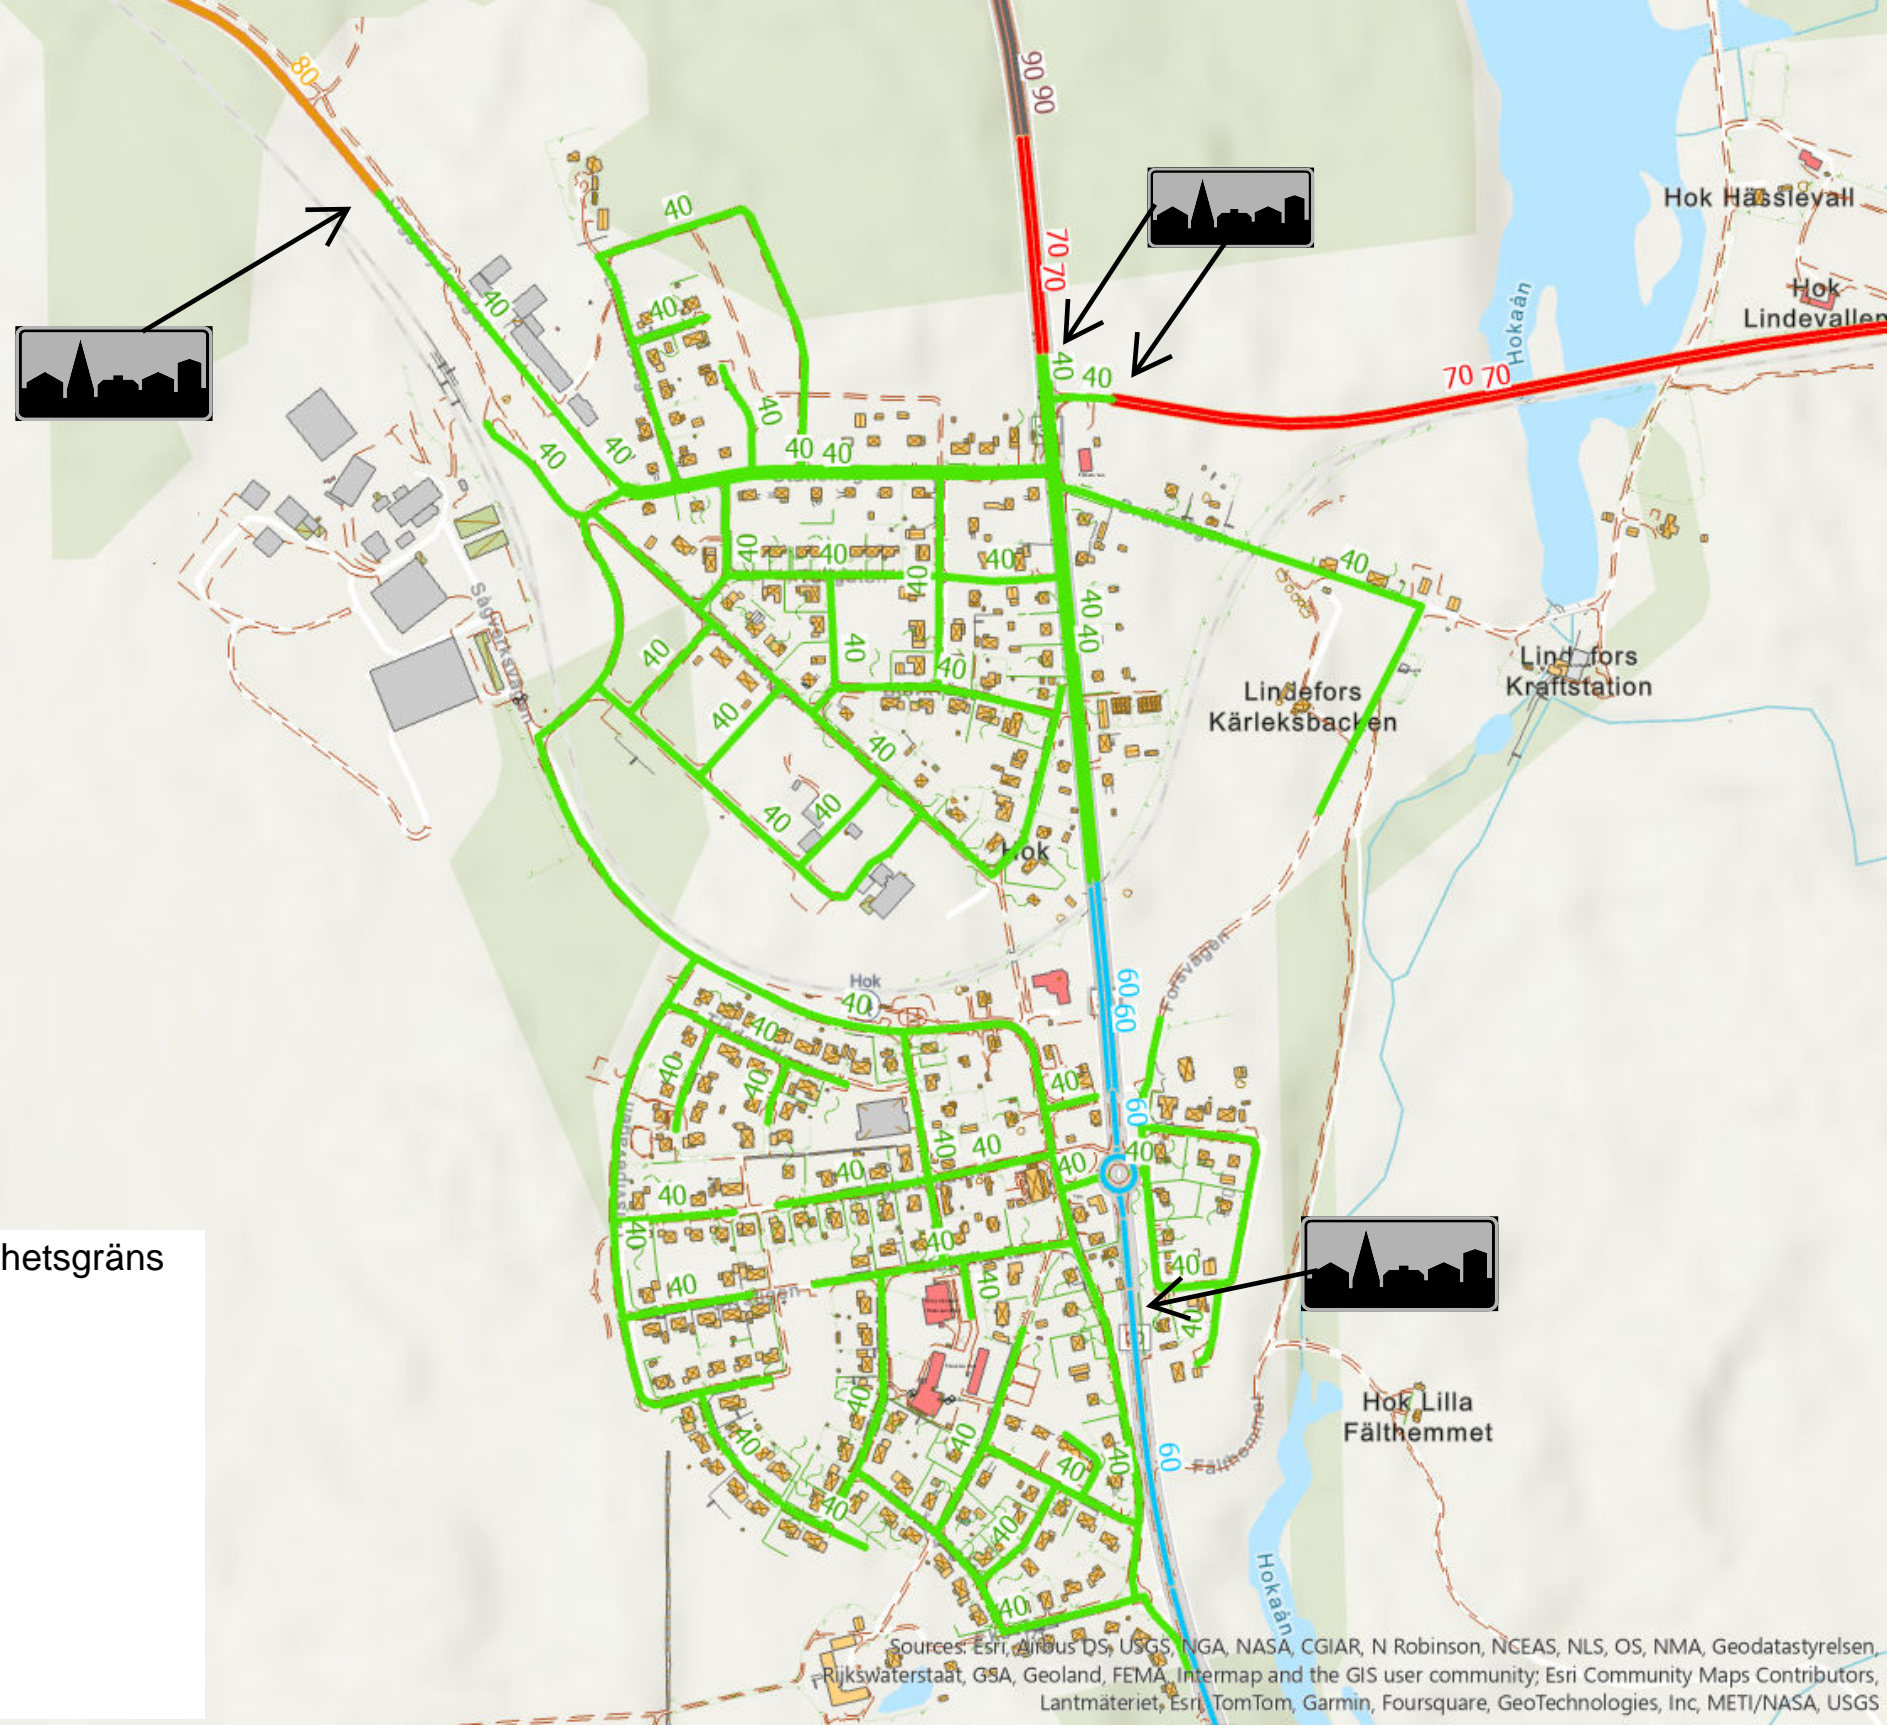 80
90 90
40
Hok Hässlevall
70 70
Hok
Lindevallen
Hokaån
40
40
40
40
40
70 70
40
40
40
40 40
40
40
40
40
40
40
40 40
Sågverksvägen
40
40
40
Lindefors
Kraftstation
Lindefors
Kärleksbacken
40
40
40
40
Hok
Forsvägen
Hok
40
60 60
40
40
40
40
60
40
40
40
40
40
40
40
40
hetsgräns
40
40
40
40
40
Hok Lilla
Fälthemmet
40
40
40
40
40
60
Fälthemmet
40
40
Hokaån
40
Sources: Esri, Airbus DS, USGS, NGA, NASA, CGIAR, N Robinson, NCEAS, NLS, OS, NMA, Geodatastyrelsen,
Rijkswaterstaat, GSA, Geoland, FEMA, Intermap and the GIS user community; Esri Community Maps Contributors,
Lantmäteriet, Esri, TomTom, Garmin, Foursquare, GeoTechnologies, Inc, METI/NASA, USGS